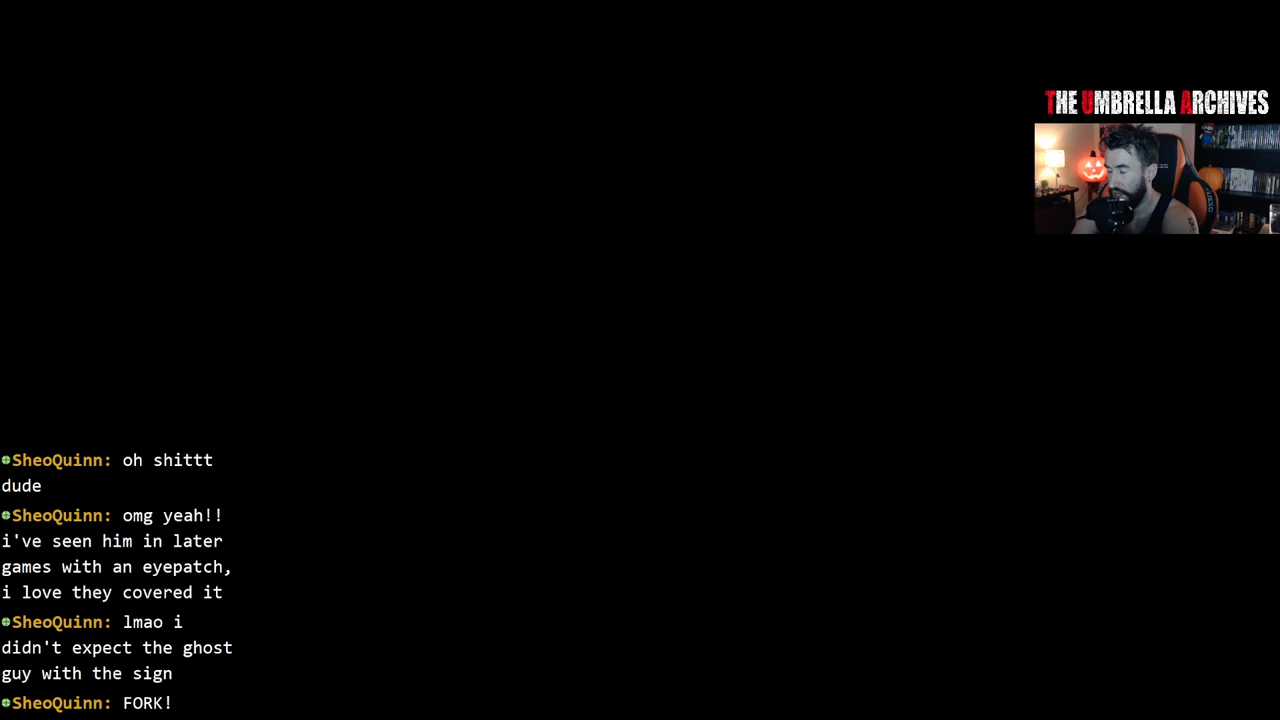 THE UMBRELLA ARCHIVES
SheoQuinn: oh shittt
dude
SheoQuinn: omg yeah!!
i've seen him in later
games with an eyepatch,
i love they covered it
SheoQuinn: lmao i
didn't expect the ghost
guy with the sign
SheoQuinn: FORK!